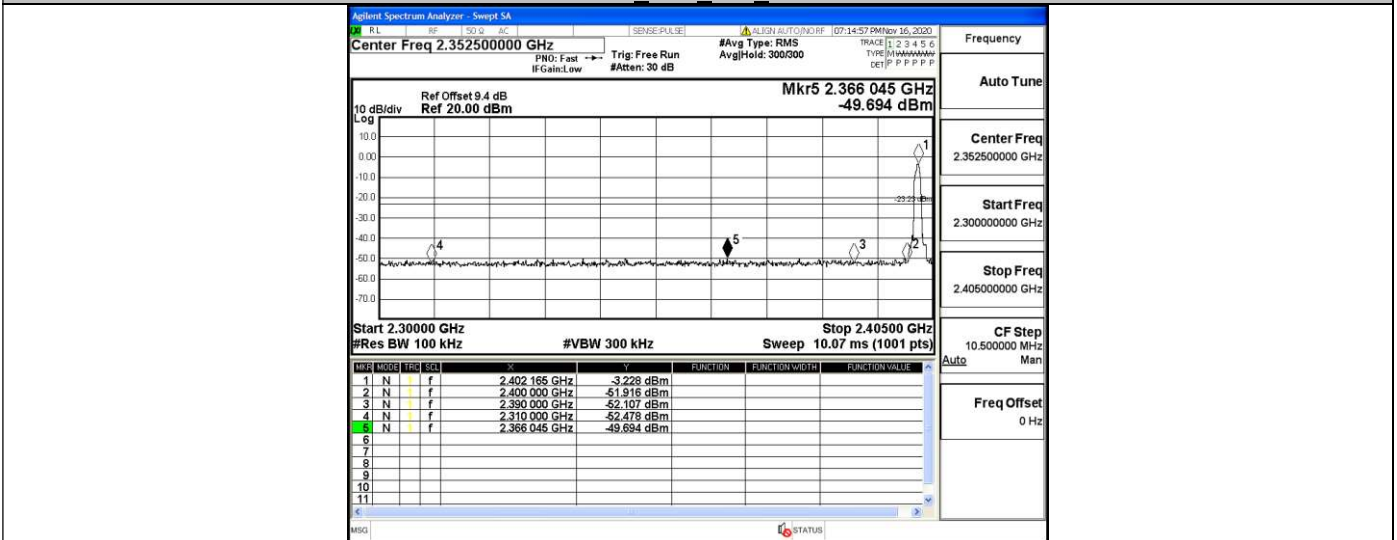 Agilent Spectrum Analyzer - Swept SA
RL RF 50 Ω AC SENSE:PULSE ALIGN AUTO/NO RF 07:14:57 PM Nov 16, 2020
Center Freq 2.352500000 GHz
PNO: Fast
IFGain:Low
Trig: Free Run
#Atten: 30 dB
#Avg Type: RMS
Avg|Hold: 300/300
TRACE 1 2 3 4 5 6
TYPE M WWWWW
DET P P P P P P
Ref Offset 9.4 dB
10 dB/div Ref 20.00 dBm
Log
Mkr5 2.366 045 GHz
-49.694 dBm
10.0
0.00
-10.0
-20.0
-30.0
-40.0
-50.0
-60.0
-70.0
1
-23.23 dBm
4
5
3
2
Start 2.30000 GHz Stop 2.40500 GHz
#Res BW 100 kHz #VBW 300 kHz Sweep 10.07 ms (1001 pts)
MKR MODE TRC SCL X Y FUNCTION FUNCTION WIDTH FUNCTION VALUE
1 N 1 f 2.402 165 GHz -3.228 dBm
2 N 1 f 2.400 000 GHz -51.916 dBm
3 N 1 f 2.390 000 GHz -52.107 dBm
4 N 1 f 2.310 000 GHz -52.478 dBm
5 N 1 f 2.366 045 GHz -49.694 dBm
6
7
8
9
10
11
MSG STATUS
Frequency
Auto Tune
Center Freq
2.352500000 GHz
Start Freq
2.300000000 GHz
Stop Freq
2.405000000 GHz
CF Step
10.500000 MHz
Auto Man
Freq Offset
0 Hz